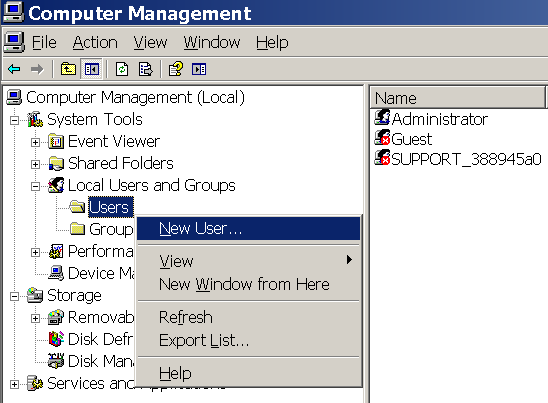 Computer Management
File Action View Window Help
Computer Management (Local)
System Tools
Event Viewer
Shared Folders
Local Users and Groups
Users
Group
Performa
Device Ma
Storage
Removab
Disk Defr
Disk Man
Services and Applications
New User...
View
New Window from Here
Refresh
Export List...
Help
Name
Administrator
Guest
SUPPORT_388945a0